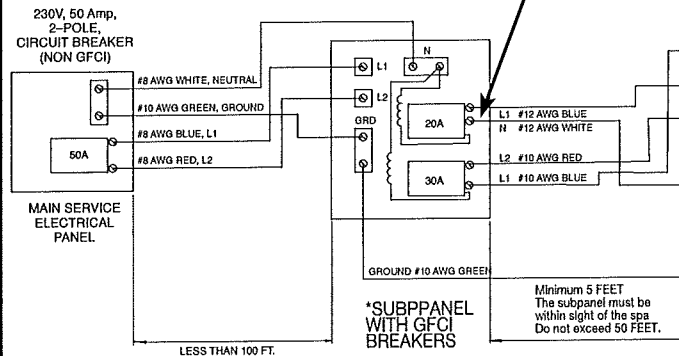 230V, 50 Amp,
2-POLE,
CIRCUIT BREAKER
(NON GFCI)
#8 AWG WHITE, NEUTRAL
#10 AWG GREEN, GROUND
#8 AWG BLUE, L1
50A
#8 AWG RED, L2
MAIN SERVICE
ELECTRICAL
PANEL
N
L1
L2
GRD
20A
30A
L1 #12 AWG BLUE
N #12 AWG WHITE
L2 #10 AWG RED
L1 #10 AWG BLUE
GROUND #10 AWG GREEN
*SUBPPANEL
WITH GFCI
BREAKERS
Minimum 5 FEET
The subpanel must be
within sight of the spa
Do not exceed 50 FEET.
LESS THAN 100 FT.